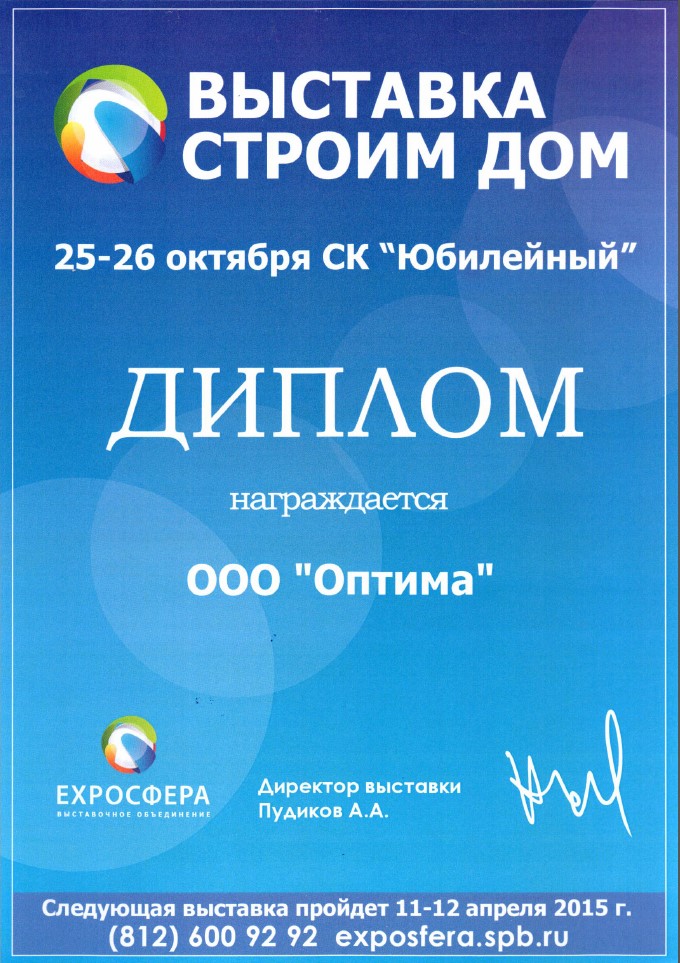 ВЫСТАВКА
СТРОИМ ДОМ
25-26 октября СК “Юбилейный”
ДИПЛОМ
награждается
ООО "Оптима"
EXPOСФЕРА
ВЫСТАВОЧНОЕ ОБЪЕДИНЕНИЕ
Директор выставки
Пудиков А.А.
Следующая выставка пройдет 11-12 апреля 2015 г.
(812) 600 92 92 exposfera.spb.ru